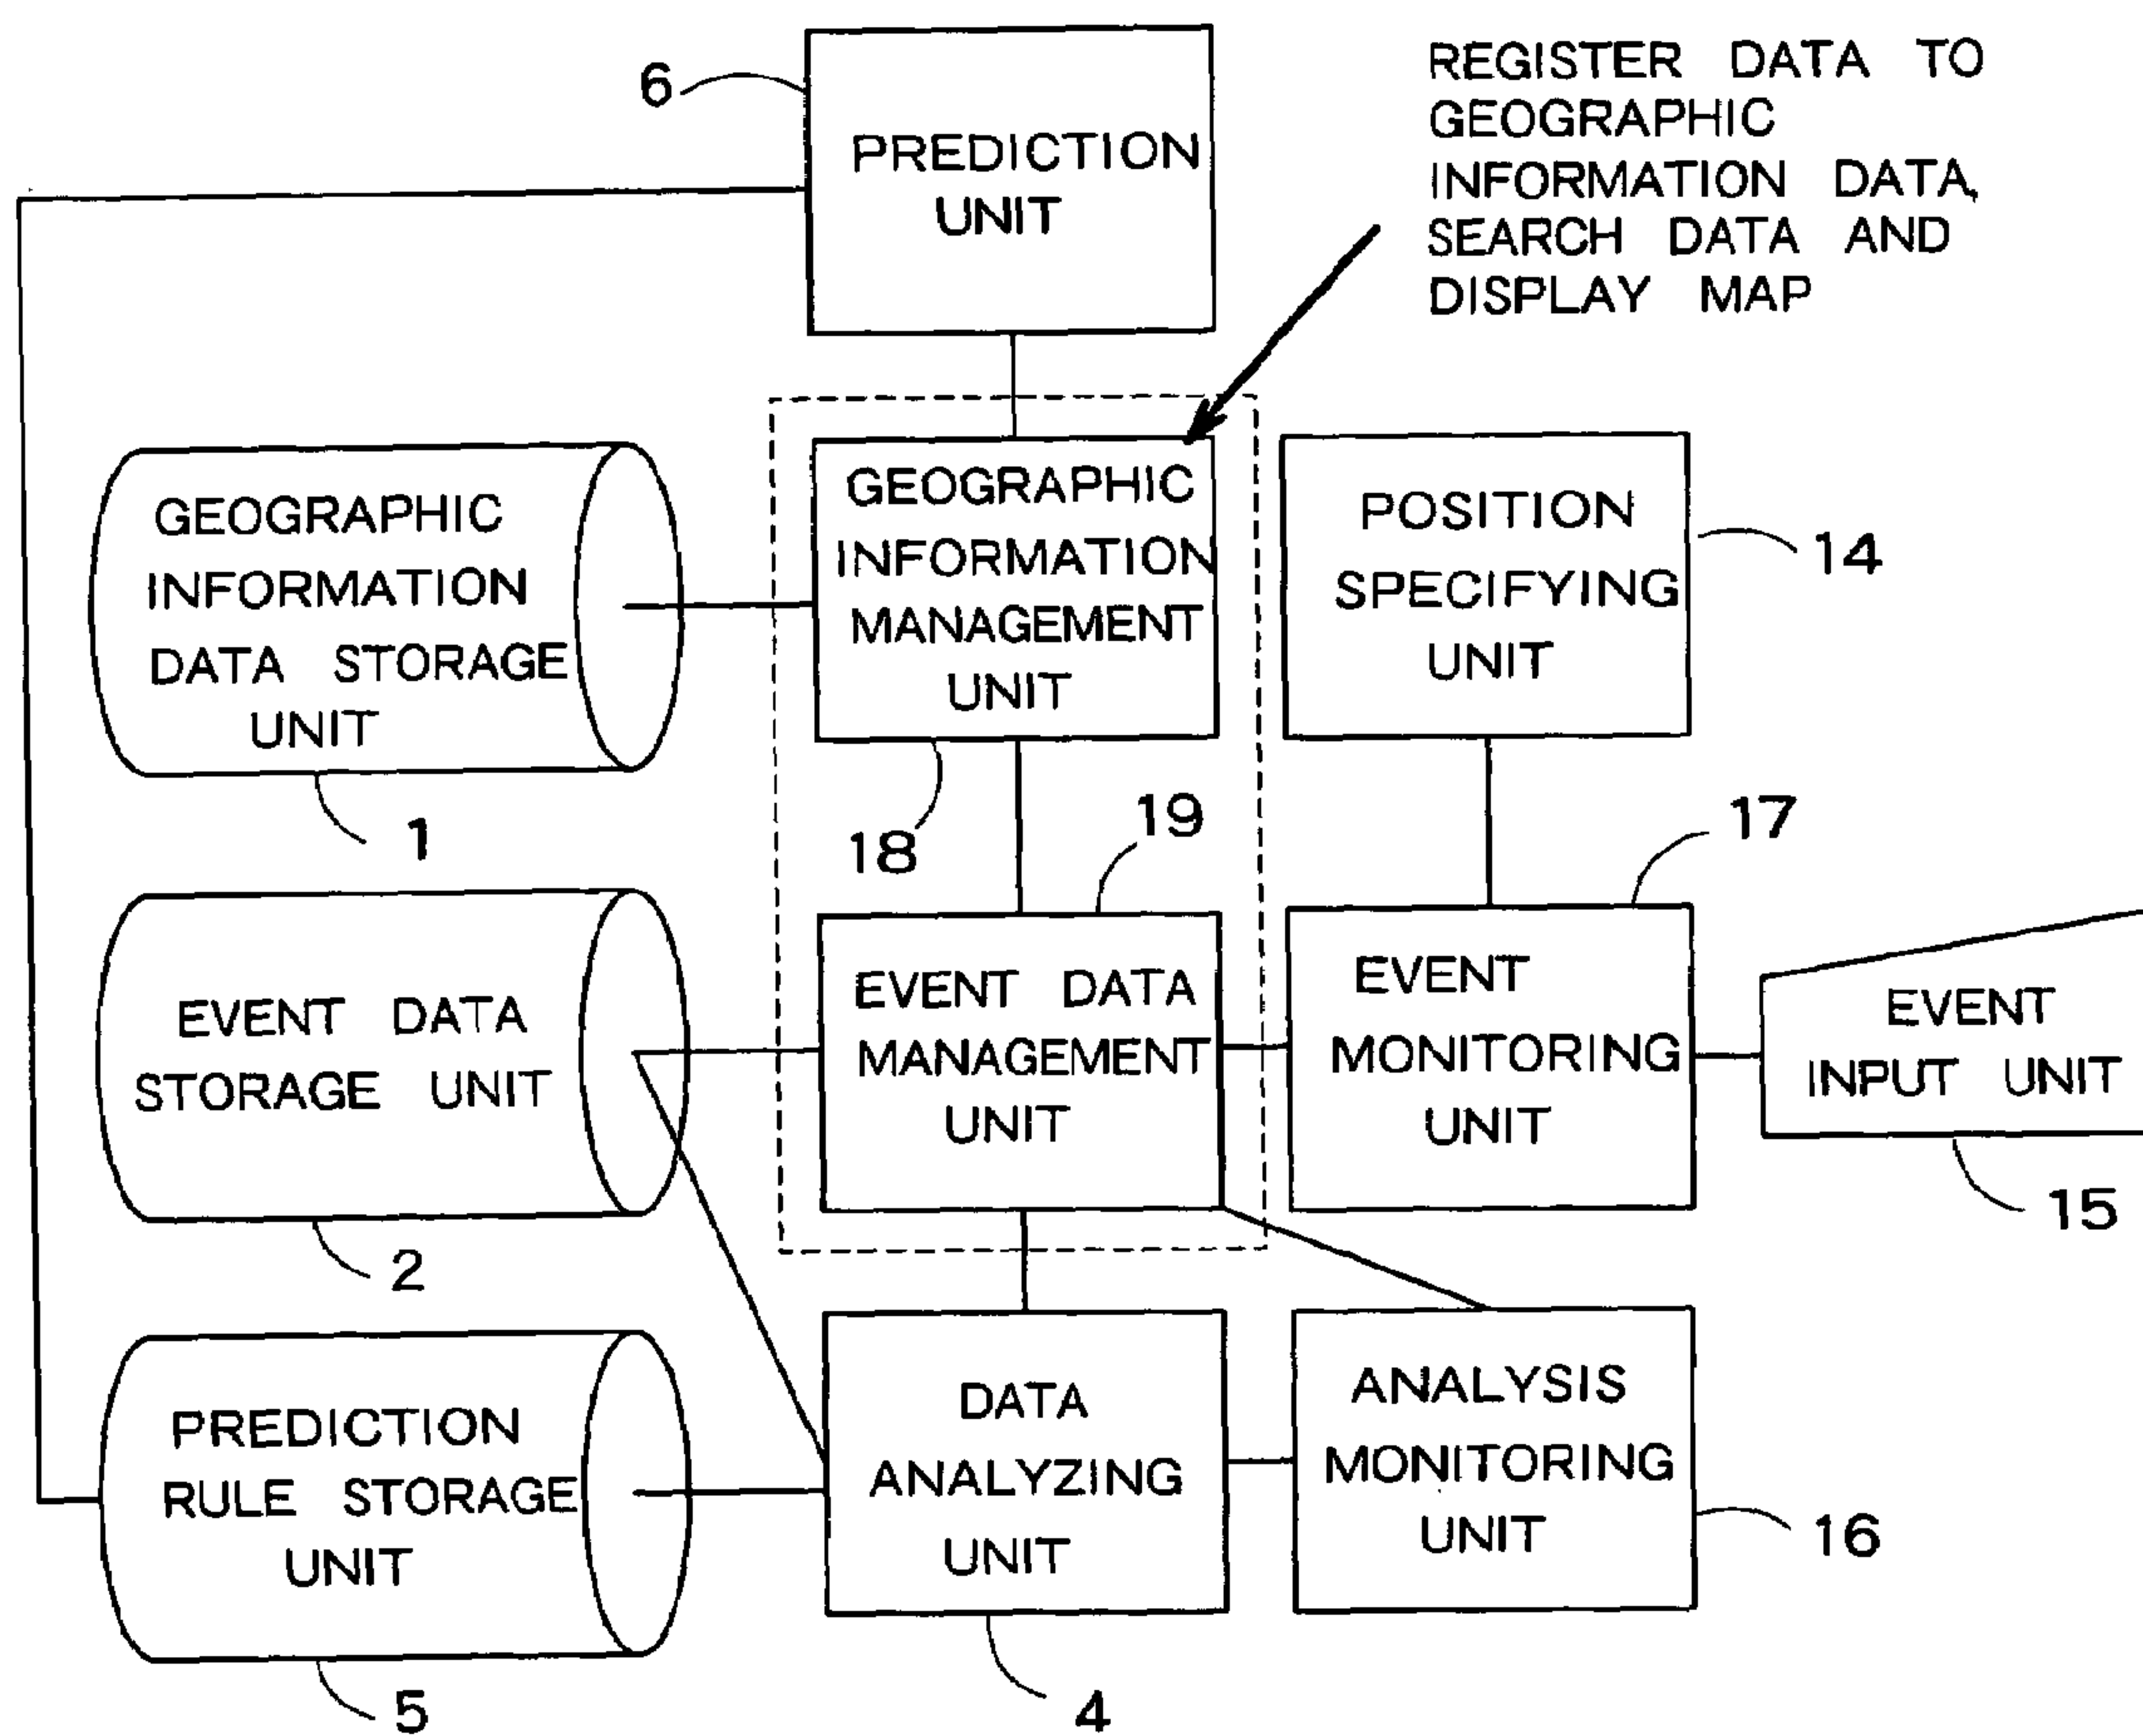 6
PREDICTION
UNIT
REGISTER DATA TO
GEOGRAPHIC
INFORMATION DATA,
SEARCH DATA AND
DISPLAY MAP
GEOGRAPHIC
INFORMATION
DATA STORAGE
UNIT
1
GEOGRAPHIC
INFORMATION
MANAGEMENT
UNIT
18
POSITION
SPECIFYING
UNIT
14
19
17
EVENT DATA
STORAGE UNIT
2
EVENT DATA
MANAGEMENT
UNIT
EVENT
MONITORING
UNIT
EVENT
INPUT UNIT
15
PREDICTION
RULE STORAGE
UNIT
5
DATA
ANALYZING
UNIT
4
ANALYSIS
MONITORING
UNIT
16